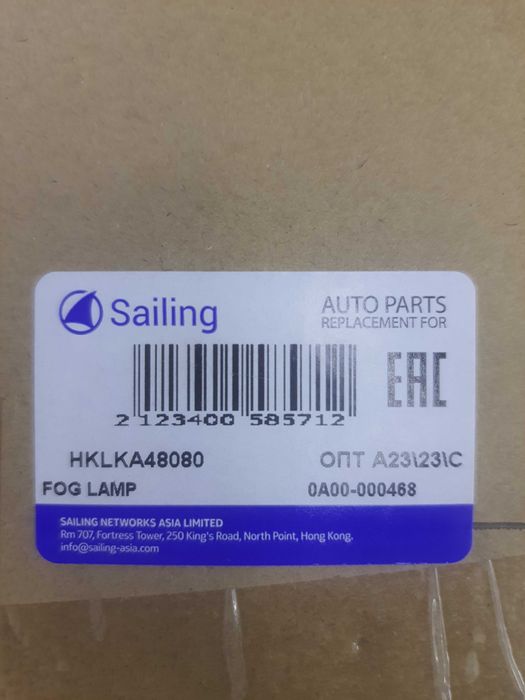 Sailing
AUTO PARTS
REPLACEMENT FOR
EAC
2 123400 585712
HKLKA48080
ОПТ A23\23\C
FOG LAMP
0A00-000468
SAILING NETWORKS ASIA LIMITED
Rm 707, Fortress Tower, 250 King's Road, North Point, Hong Kong.
info@sailing-asia.com